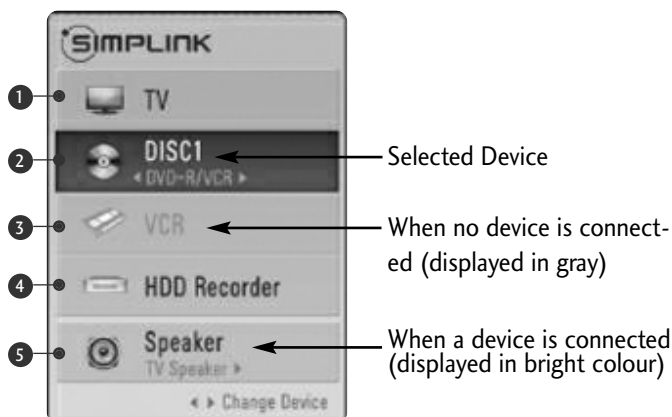 SIMPLINK
1 TV
2 DISC1
◄ DVD-R/VCR ►
Selected Device
3 VCR
When no device is connect-
ed (displayed in gray)
4 HDD Recorder
5 Speaker
TV Speaker ►
When a device is connected
(displayed in bright colour)
◄ ► Change Device